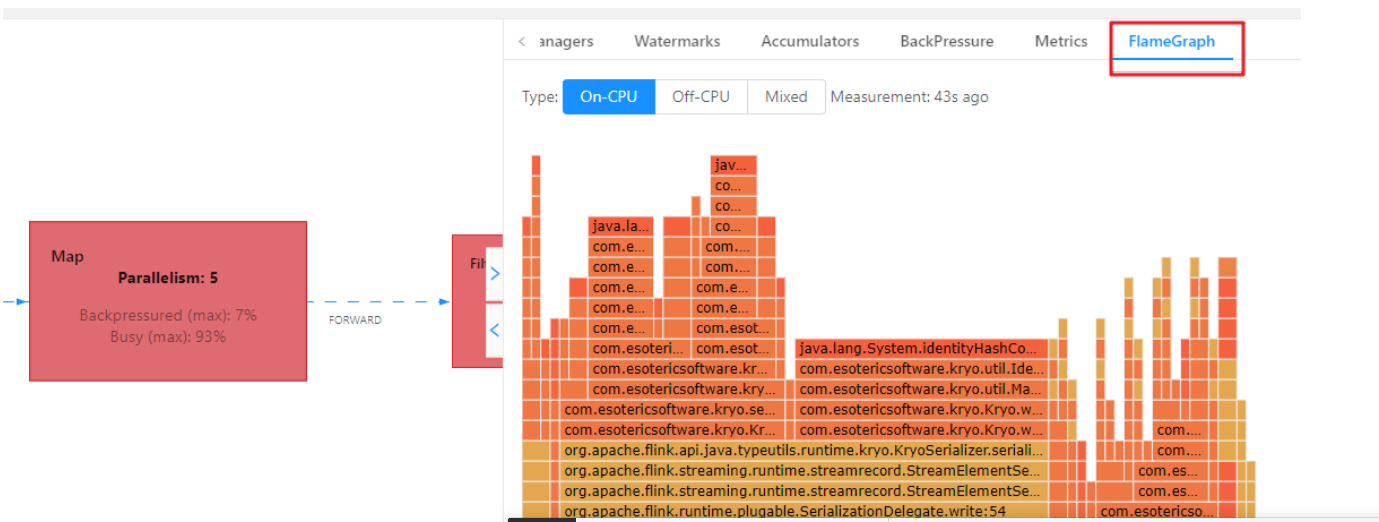 anagers Watermarks Accumulators BackPressure Metrics FlameGraph
Type: On-CPU Off-CPU Mixed Measurement: 43s ago
Map
Parallelism: 5
Backpressured (max): 7%
Busy (max): 93%
FORWARD
Filt
jav...
co...
co...
java.la... co...
com.e... com....
com.e... com....
com.e... com.e...
com.e... com.e...
com.e... com.esot...
com.esoteri... com.esot... java.lang.System.identityHashCo...
com.esotericsoftware.kr... com.esotericsoftware.kryo.util.Ide...
com.esotericsoftware.kry... com.esotericsoftware.kryo.util.Ma...
com.esotericsoftware.kryo.se... com.esotericsoftware.kryo.Kryo.w...
com.esotericsoftware.kryo.Kr... com.esotericsoftware.kryo.Kryo.w... com....
org.apache.flink.api.java.typeutils.runtime.kryo.KryoSerializer.seriali... com....
org.apache.flink.streaming.runtime.streamrecord.StreamElementSe... com.es...
org.apache.flink.streaming.runtime.streamrecord.StreamElementSe... com.es...
org.apache.flink.runtime.plugable.SerializationDelegate.write:54 com.esotericso...